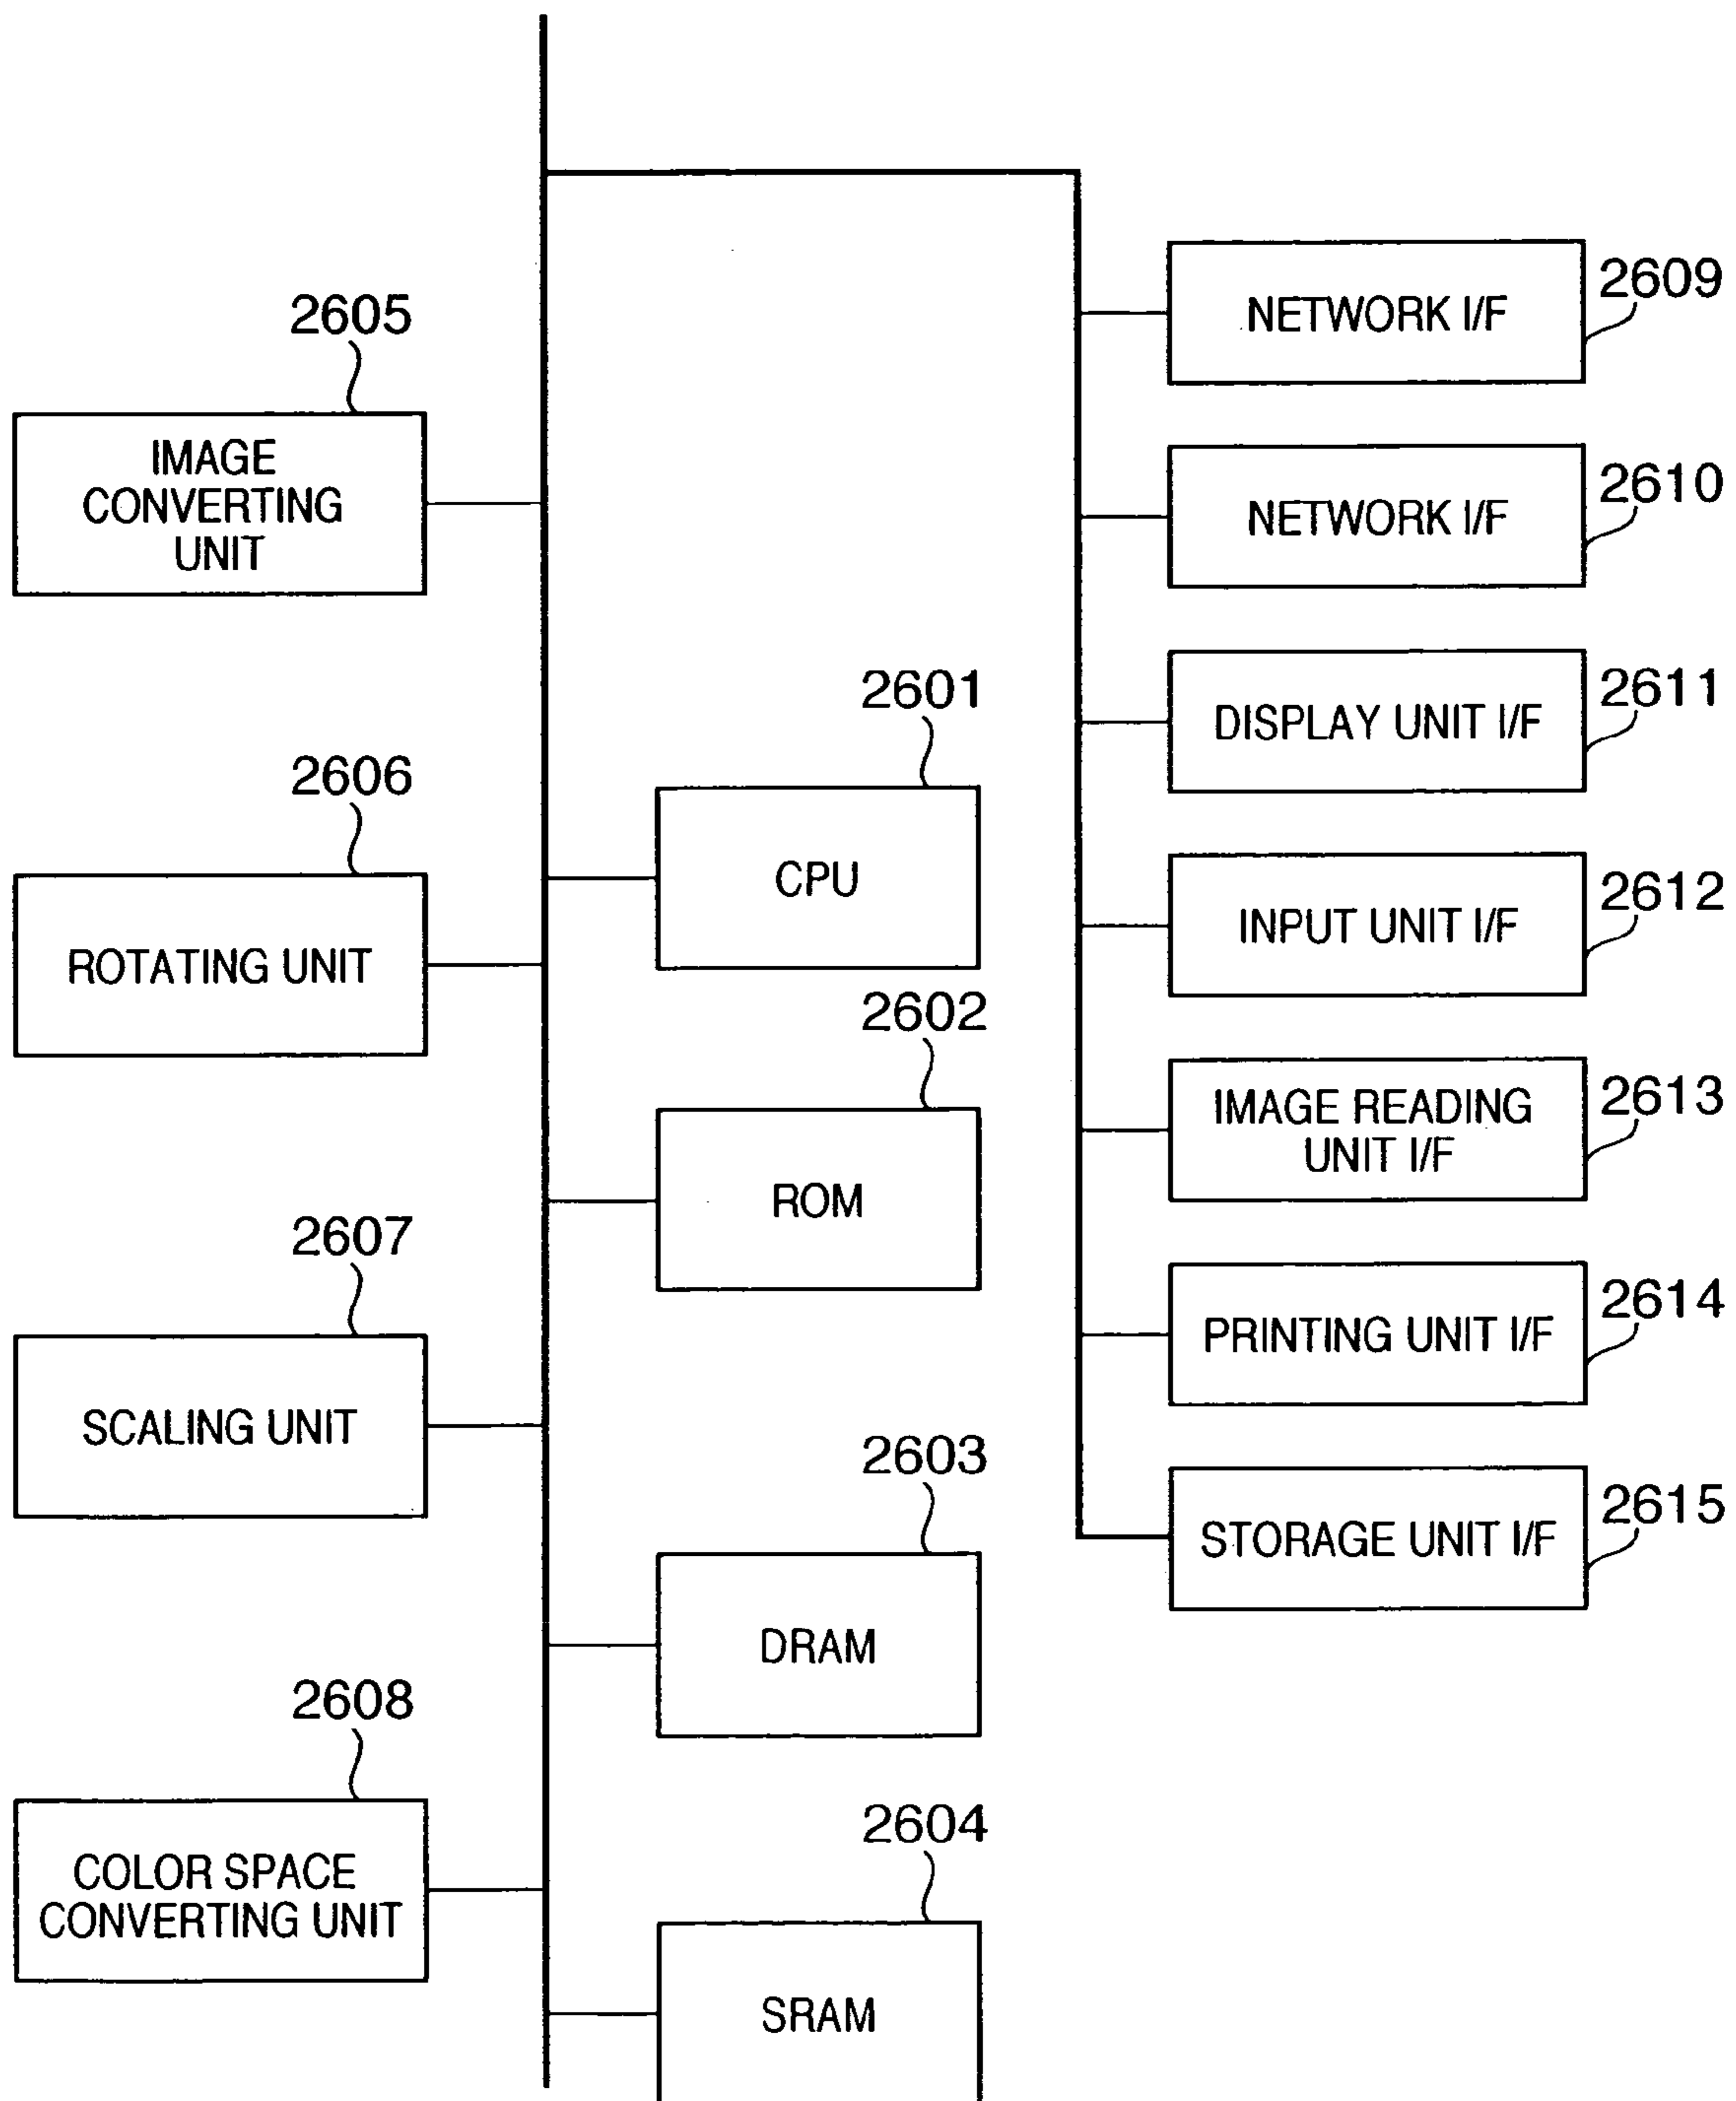 2605
IMAGE
CONVERTING
UNIT
2606
ROTATING UNIT
2607
SCALING UNIT
2608
COLOR SPACE
CONVERTING UNIT
2601
CPU
2602
ROM
2603
DRAM
2604
SRAM
NETWORK I/F
2609
NETWORK I/F
2610
DISPLAY UNIT I/F
2611
INPUT UNIT I/F
2612
IMAGE READING
UNIT I/F
2613
PRINTING UNIT I/F
2614
STORAGE UNIT I/F
2615